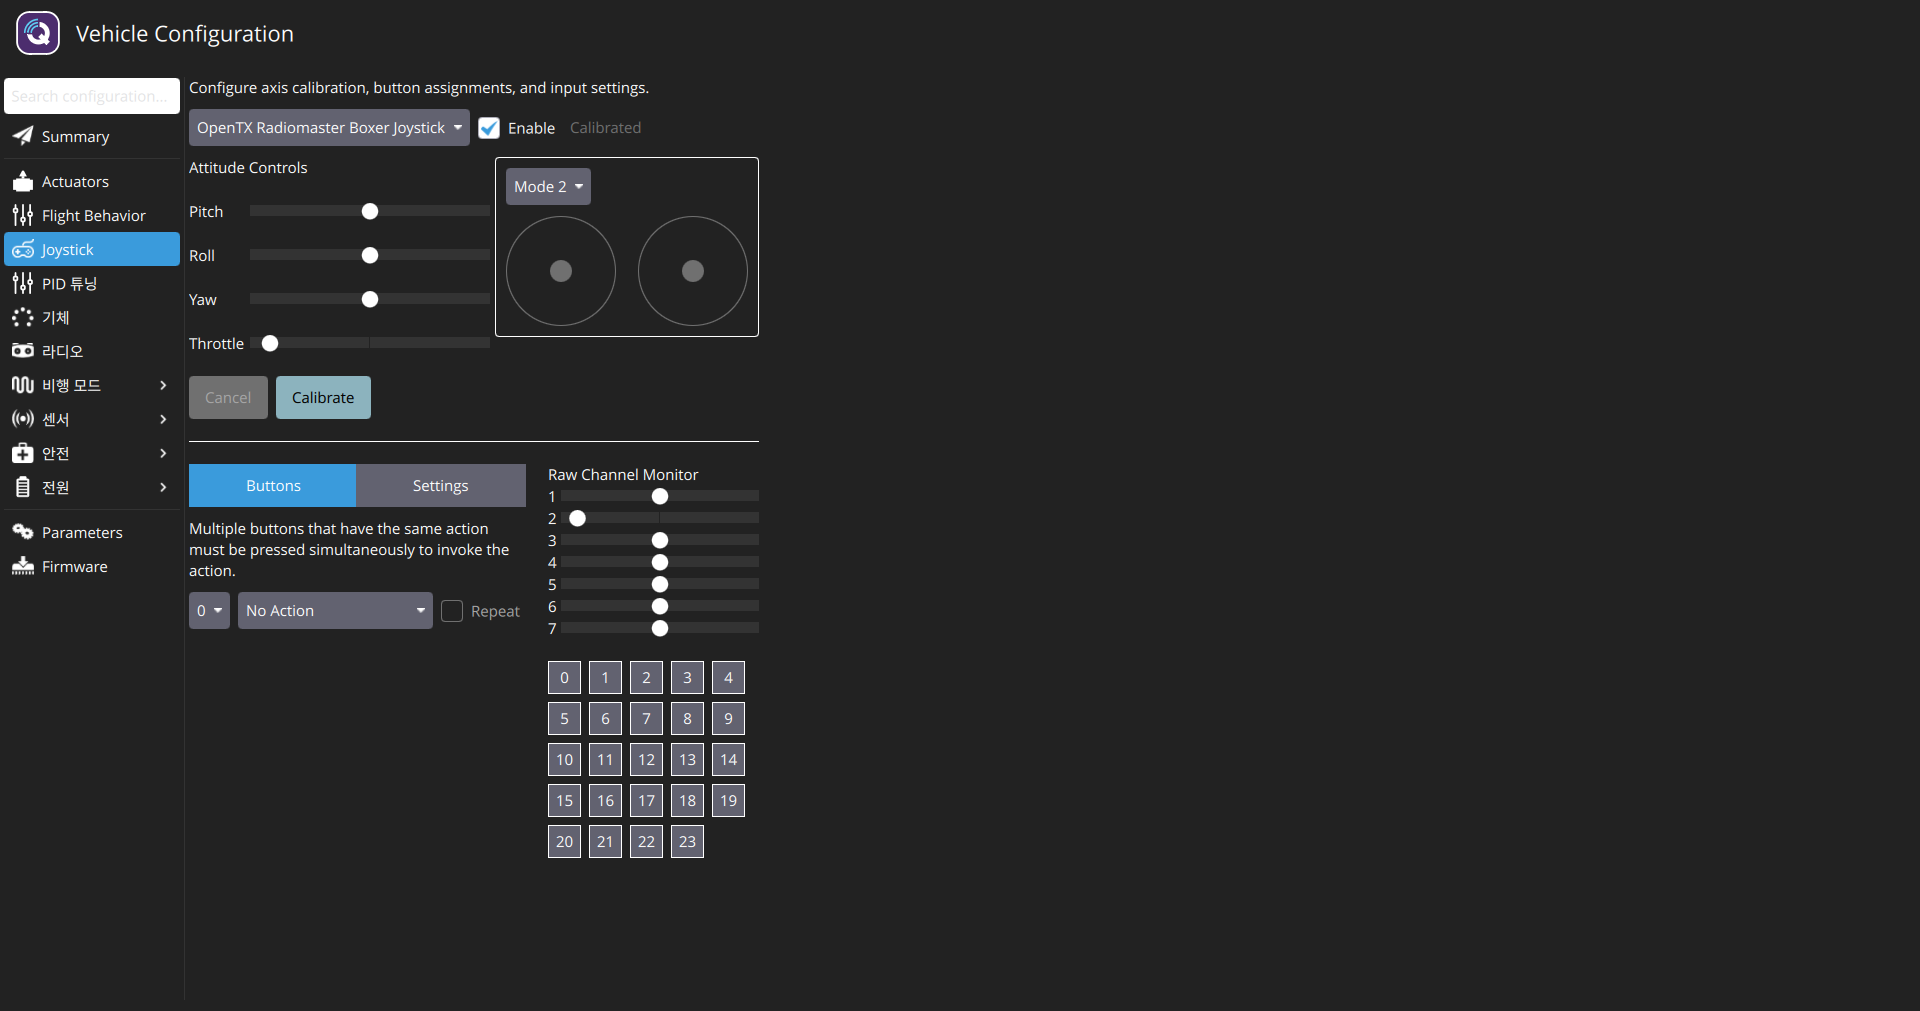 Vehicle Configuration
Search configuration...
Summary
Actuators
Flight Behavior
Joystick
PID 튜닝
기체
라디오
비행 모드
센서
안전
전원
Parameters
Firmware
Configure axis calibration, button assignments, and input settings.
OpenTX Radiomaster Boxer Joystick
Enable
Calibrated
Attitude Controls
Pitch
Roll
Yaw
Throttle
Mode 2
Cancel
Calibrate
Buttons
Settings
Multiple buttons that have the same action
must be pressed simultaneously to invoke the
action.
0
No Action
Repeat
Raw Channel Monitor
1
2
3
4
5
6
7
0 1 2 3 4
5 6 7 8 9
10 11 12 13 14
15 16 17 18 19
20 21 22 23